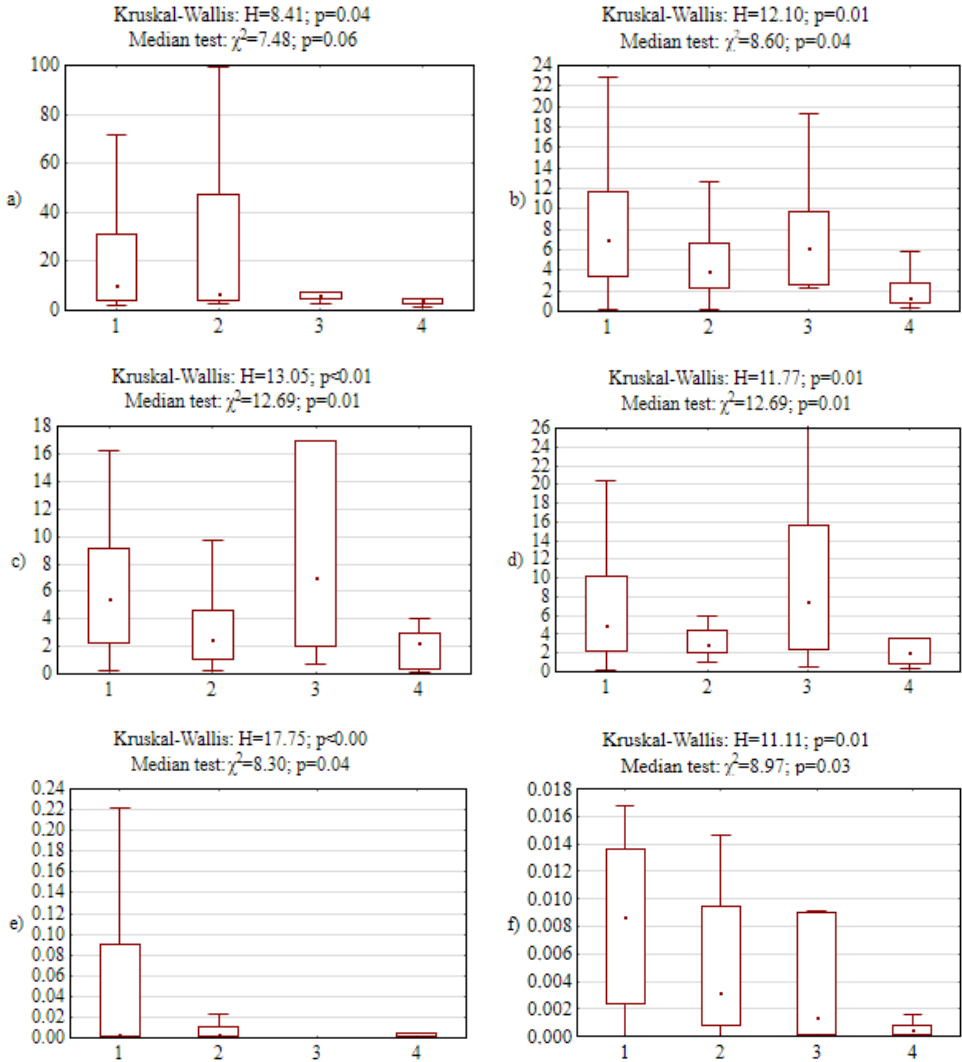 Kruskal-Wallis: H=8.41; p=0.04
Median test: χ²=7.48; p=0.06
100
80
60
40
20
0
a)
1 2 3 4
Kruskal-Wallis: H=12.10; p=0.01
Median test: χ²=8.60; p=0.04
24
22
20
18
16
14
12
10
8
6
4
2
0
b)
1 2 3 4
Kruskal-Wallis: H=13.05; p<0.01
Median test: χ²=12.69; p=0.01
18
16
14
12
10
8
6
4
2
0
c)
1 2 3 4
Kruskal-Wallis: H=11.77; p=0.01
Median test: χ²=12.69; p=0.01
26
24
22
20
18
16
14
12
10
8
6
4
2
0
d)
1 2 3 4
Kruskal-Wallis: H=17.75; p<0.00
Median test: χ²=8.30; p=0.04
0.24
0.22
0.20
0.18
0.16
0.14
0.12
0.10
0.08
0.06
0.04
0.02
0.00
e)
1 2 3 4
Kruskal-Wallis: H=11.11; p=0.01
Median test: χ²=8.97; p=0.03
0.018
0.016
0.014
0.012
0.010
0.008
0.006
0.004
0.002
0.000
f)
1 2 3 4